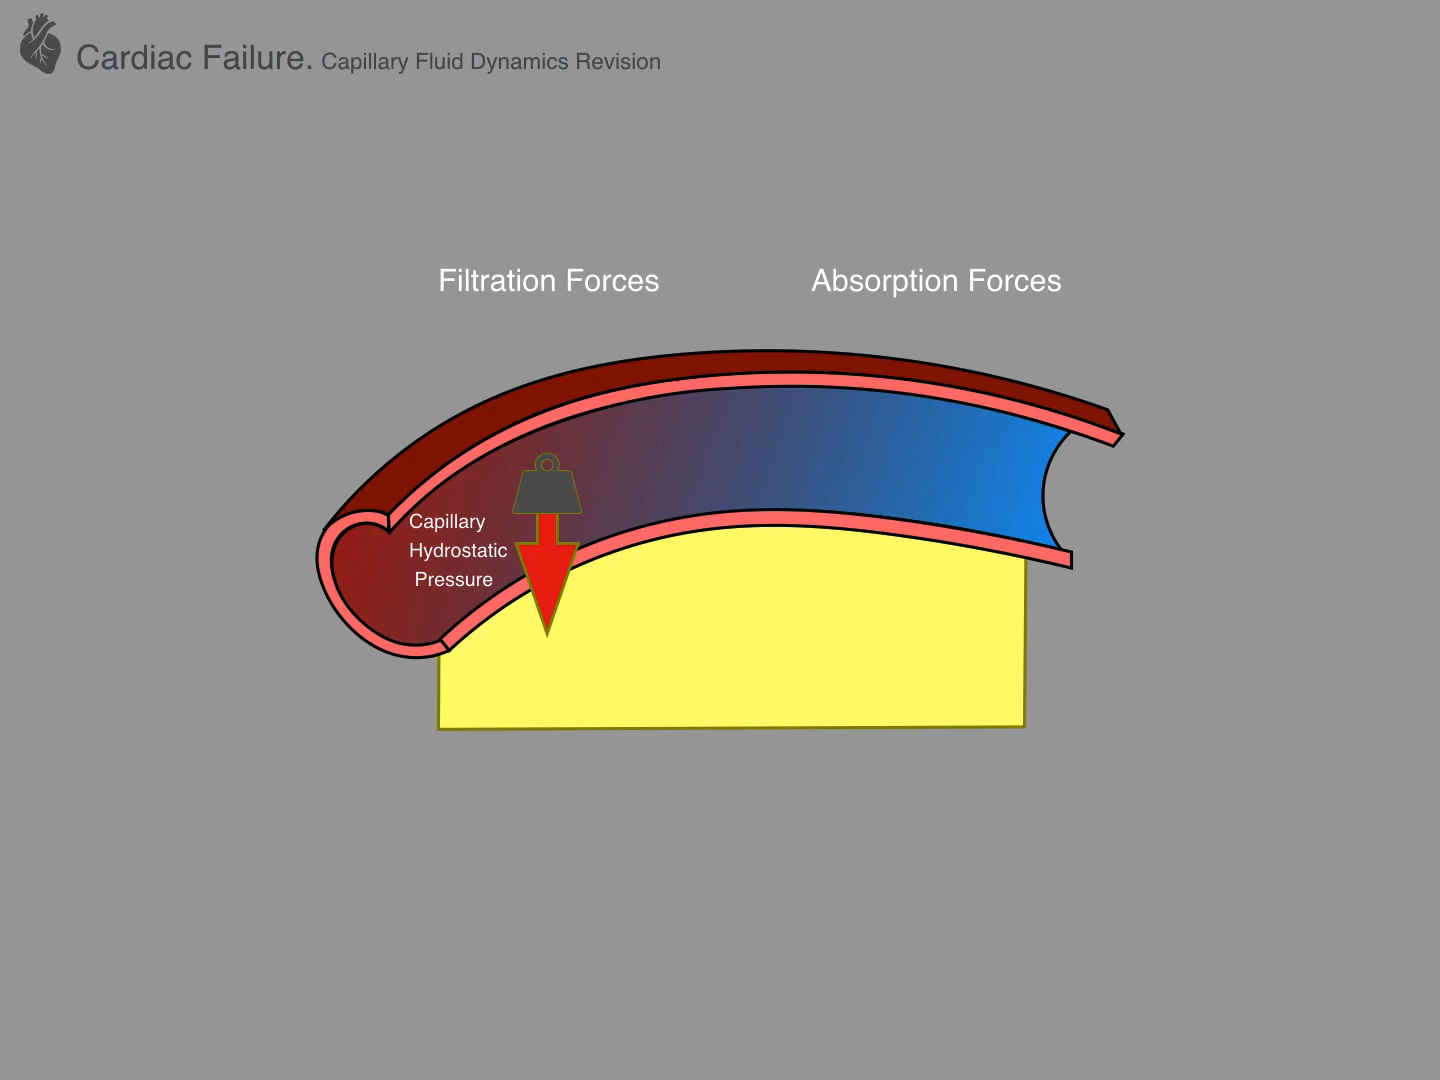 Cardiac Failure. Capillary Fluid Dynamics Revision
Filtration Forces
Absorption Forces
Capillary
Hydrostatic
Pressure